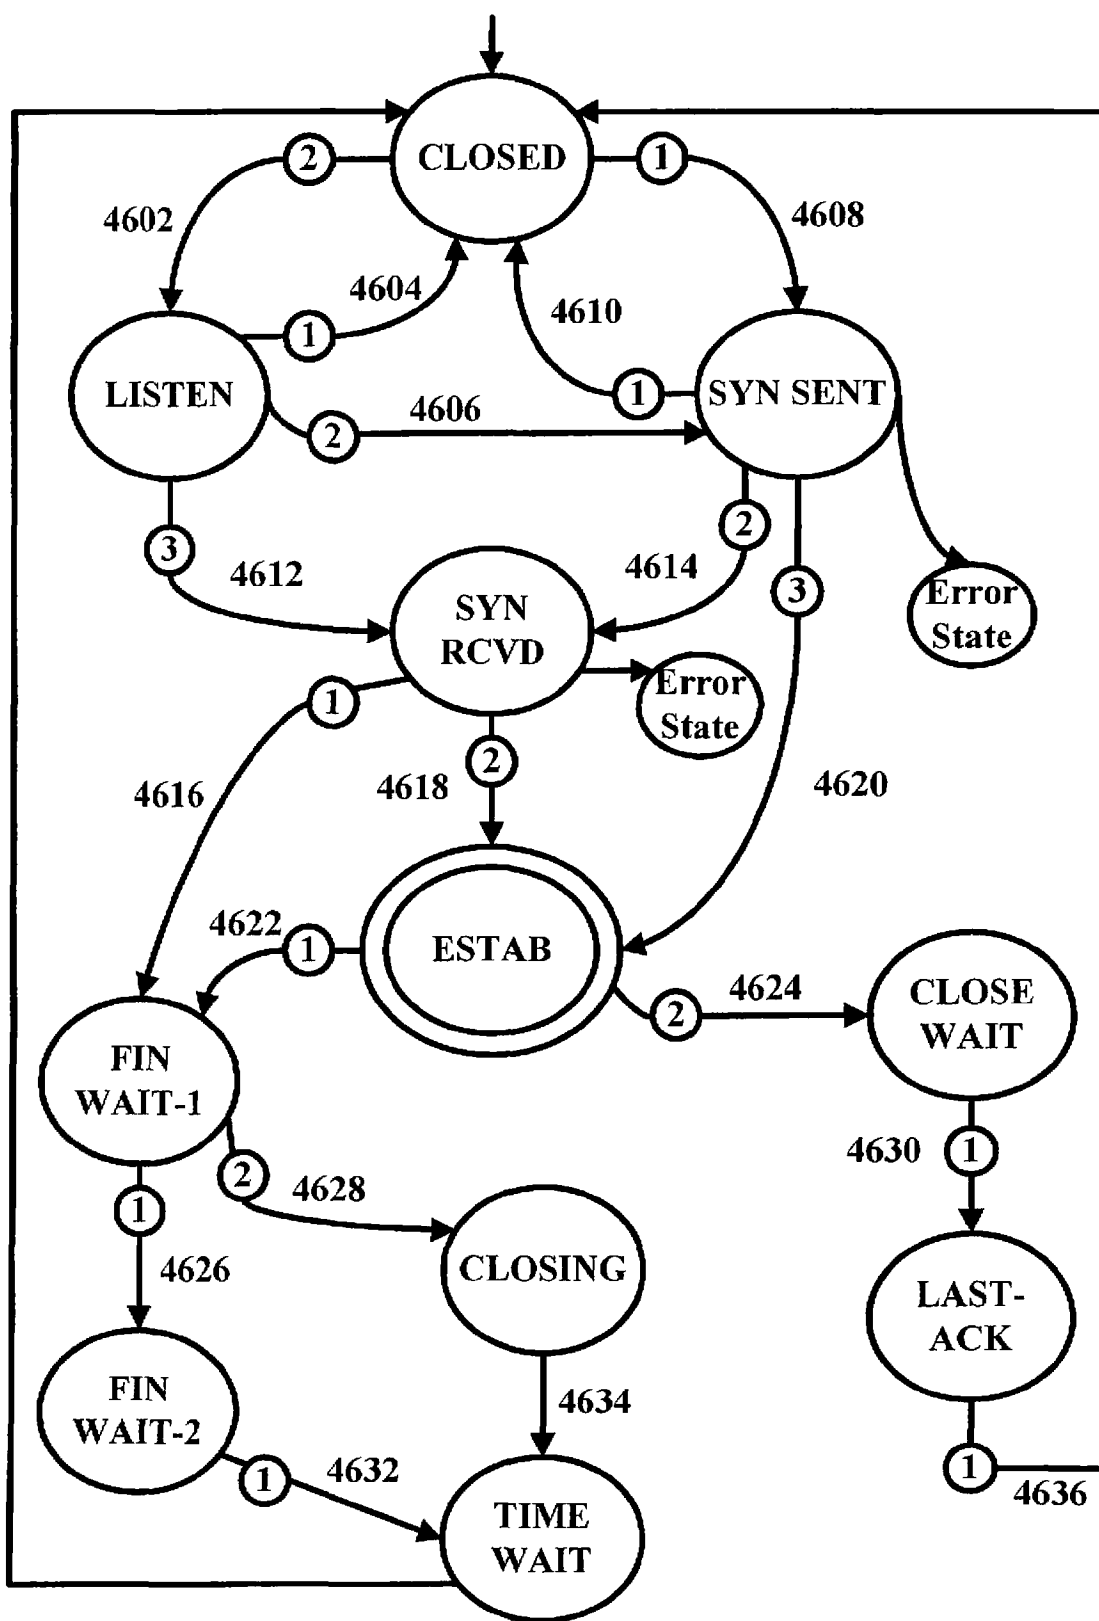 CLOSED
2
1
4602
4608
4604
4610
1
LISTEN
1
SYN SENT
4606
2
2
3
4612
4614
3
SYN
RCVD
Error
State
1
Error
State
2
4616
4618
4620
4622
1
ESTAB
4624
2
CLOSE
WAIT
FIN
WAIT-1
4630
1
2
4628
1
4626
CLOSING
LAST-
ACK
FIN
WAIT-2
4634
1
4632
1
4636
TIME
WAIT